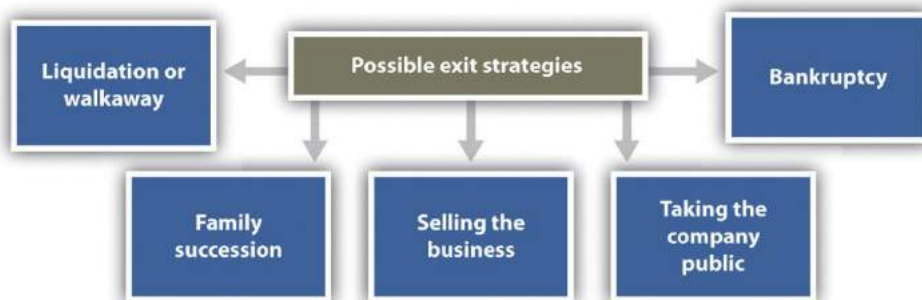 Possible exit strategies
Liquidation or
walkaway
Bankruptcy
Family
succession
Selling the
business
Taking the
company
public